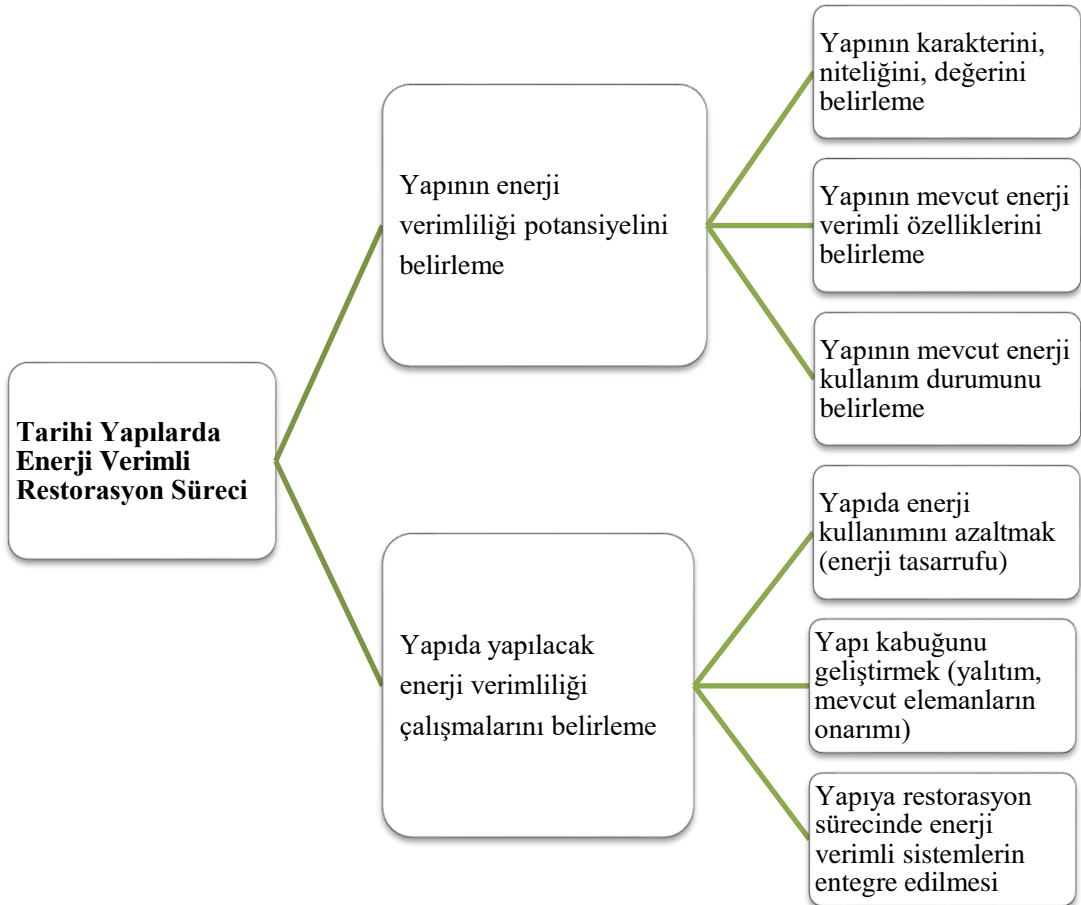 Tarihi Yapılarda
Enerji Verimli
Restorasyon Süreci
Yapının enerji
verimliliği potansiyelini
belirleme
Yapının karakterini,
niteliğini, değerini
belirleme
Yapının mevcut enerji
verimli özelliklerini
belirleme
Yapının mevcut enerji
kullanım durumunu
belirleme
Yapıda yapılacak
enerji verimliliği
çalışmalarını belirleme
Yapıda enerji
kullanımını azaltmak
(enerji tasarrufu)
Yapı kabuğunu
geliştirmek (yalıtım,
mevcut elemanların
onarımı)
Yapıya restorasyon
sürecinde enerji
verimli sistemlerin
entegre edilmesi